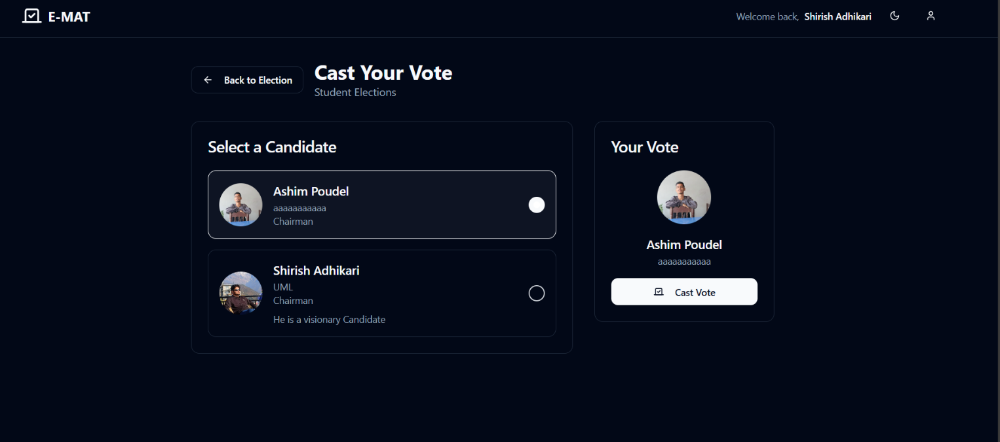 E-MAT
Welcome back, Shirish Adhikari
Back to Election
Cast Your Vote
Student Elections
Select a Candidate
Ashim Poudel
aaaaaaaaaaa
Chairman
Shirish Adhikari
UML
Chairman
He is a visionary Candidate
Your Vote
Ashim Poudel
aaaaaaaaaaa
Cast Vote